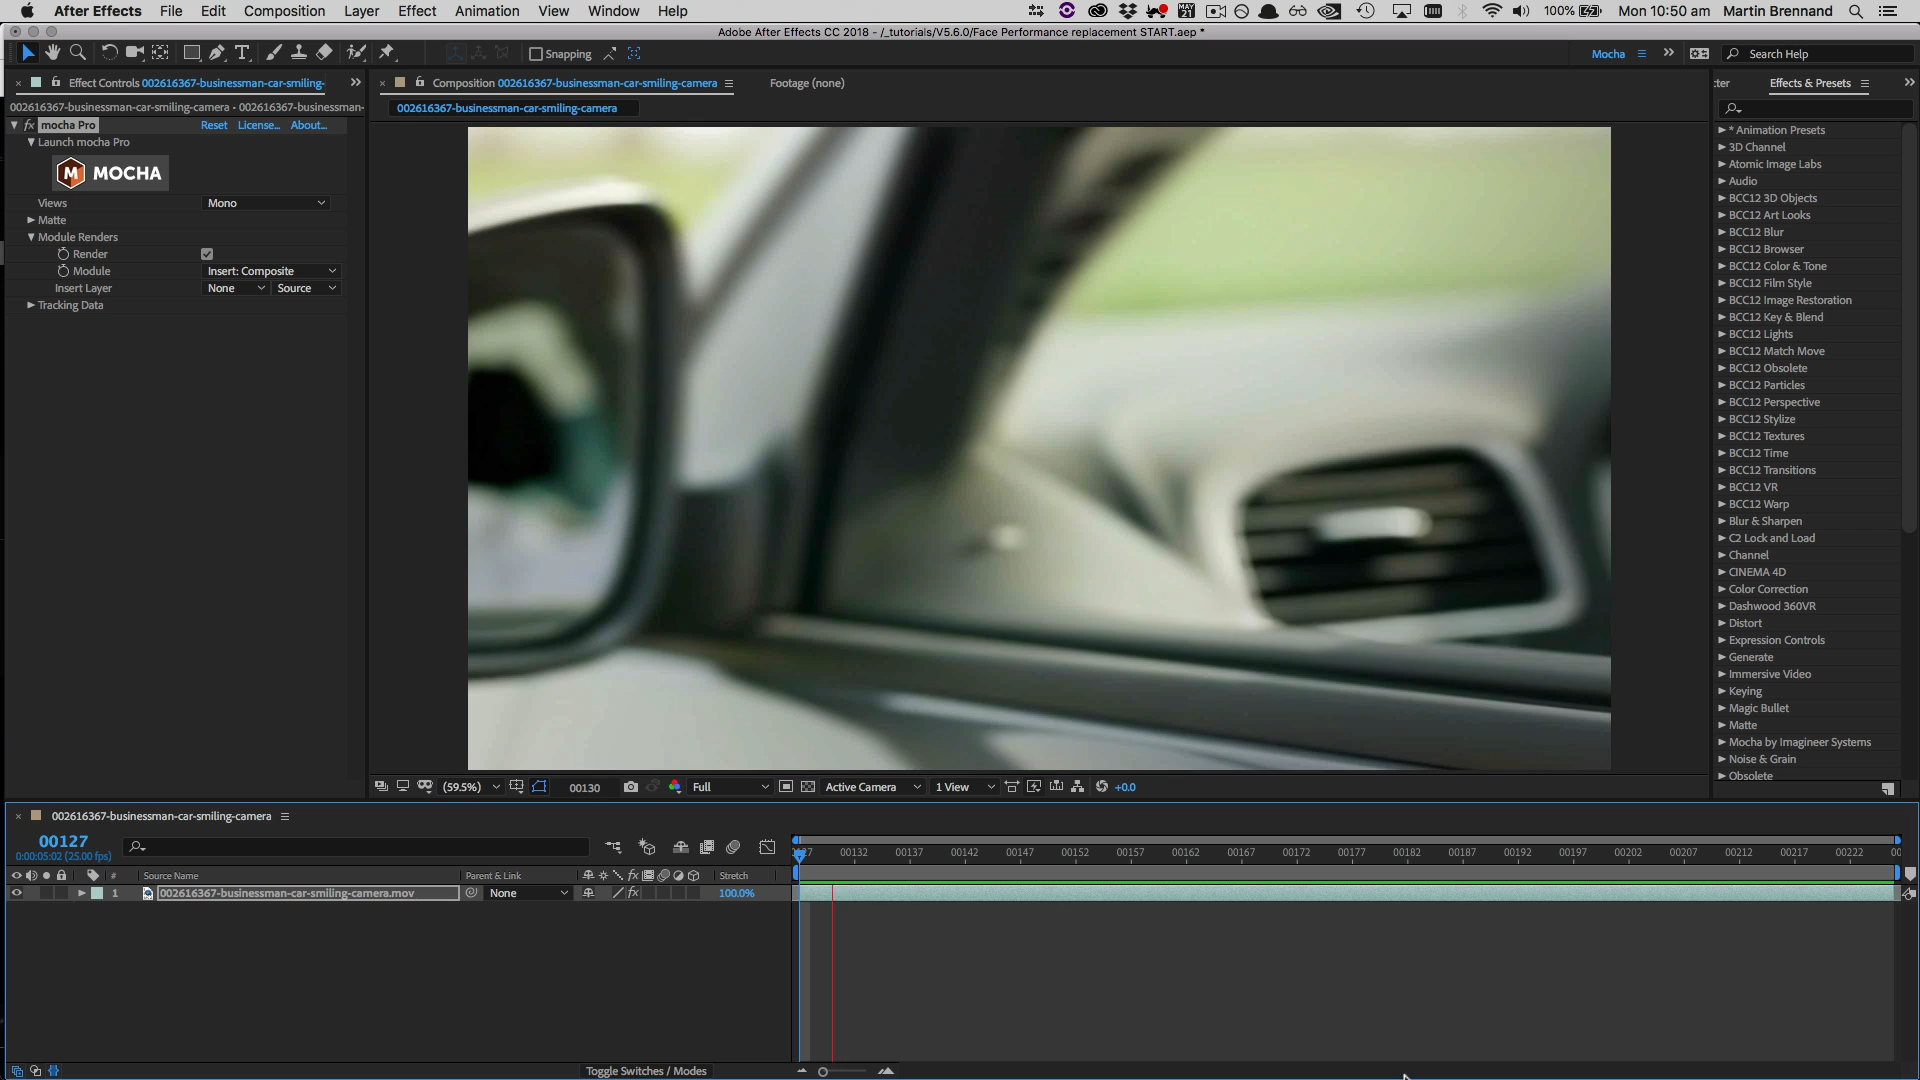 After Effects File Edit Composition Layer Effect Animation View Window Help
MAY 21 100% Mon 10:50 am Martin Brennand
Adobe After Effects CC 2018 - /_tutorials/V5.6.0/Face Performance replacement START.aep *
T Snapping Mocha Search Help
Effect Controls 002616367-businessman-car-smiling-
Composition 002616367-businessman-car-smiling-camera
Footage (none)
Effects & Presets
002616367-businessman-car-smiling-camera • 002616367-businessman-
002616367-businessman-car-smiling-camera
fx mocha Pro Reset License... About...
Launch mocha Pro
M MOCHA
Views Mono
Matte
Module Renders
Render
Module Insert: Composite
Insert Layer None Source
Tracking Data
* Animation Presets
3D Channel
Atomic Image Labs
Audio
BCC12 3D Objects
BCC12 Art Looks
BCC12 Blur
BCC12 Browser
BCC12 Color & Tone
BCC12 Film Style
BCC12 Image Restoration
BCC12 Key & Blend
BCC12 Lights
BCC12 Match Move
BCC12 Obsolete
BCC12 Particles
BCC12 Perspective
BCC12 Stylize
BCC12 Textures
BCC12 Time
BCC12 Transitions
BCC12 VR
BCC12 Warp
Blur & Sharpen
C2 Lock and Load
Channel
CINEMA 4D
Color Correction
Dashwood 360VR
Distort
Expression Controls
Generate
Immersive Video
Keying
Magic Bullet
Matte
Mocha by Imagineer Systems
Noise & Grain
Obsolete
(59.5%) 00130 Full Active Camera 1 View +0.0
002616367-businessman-car-smiling-camera
00127
0:00:05:02 (25.00 fps)
00132 00137 00142 00147 00152 00157 00162 00167 00172 00177 00182 00187 00192 00197 00202 00207 00212 00217 00222
# Source Name Parent & Link fx Stretch
1 002616367-businessman-car-smiling-camera.mov None fx 100.0%
Toggle Switches / Modes